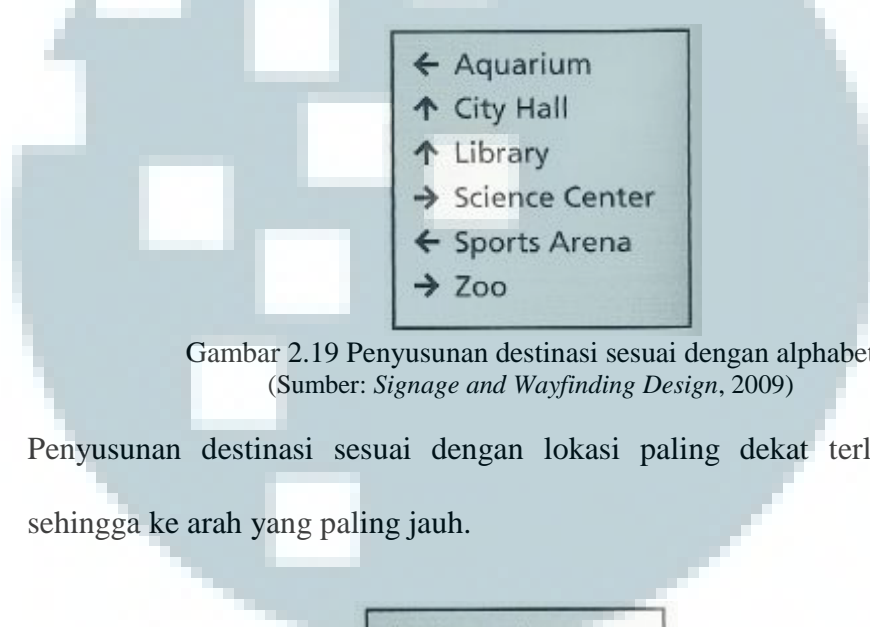 ← Aquarium
↑ City Hall
↑ Library
→ Science Center
← Sports Arena
→ Zoo
Gambar 2.19 Penyusunan destinasi sesuai dengan alphabet
(Sumber: Signage and Wayfinding Design, 2009)
Penyusunan destinasi sesuai dengan lokasi paling dekat
sehingga ke arah yang paling jauh.